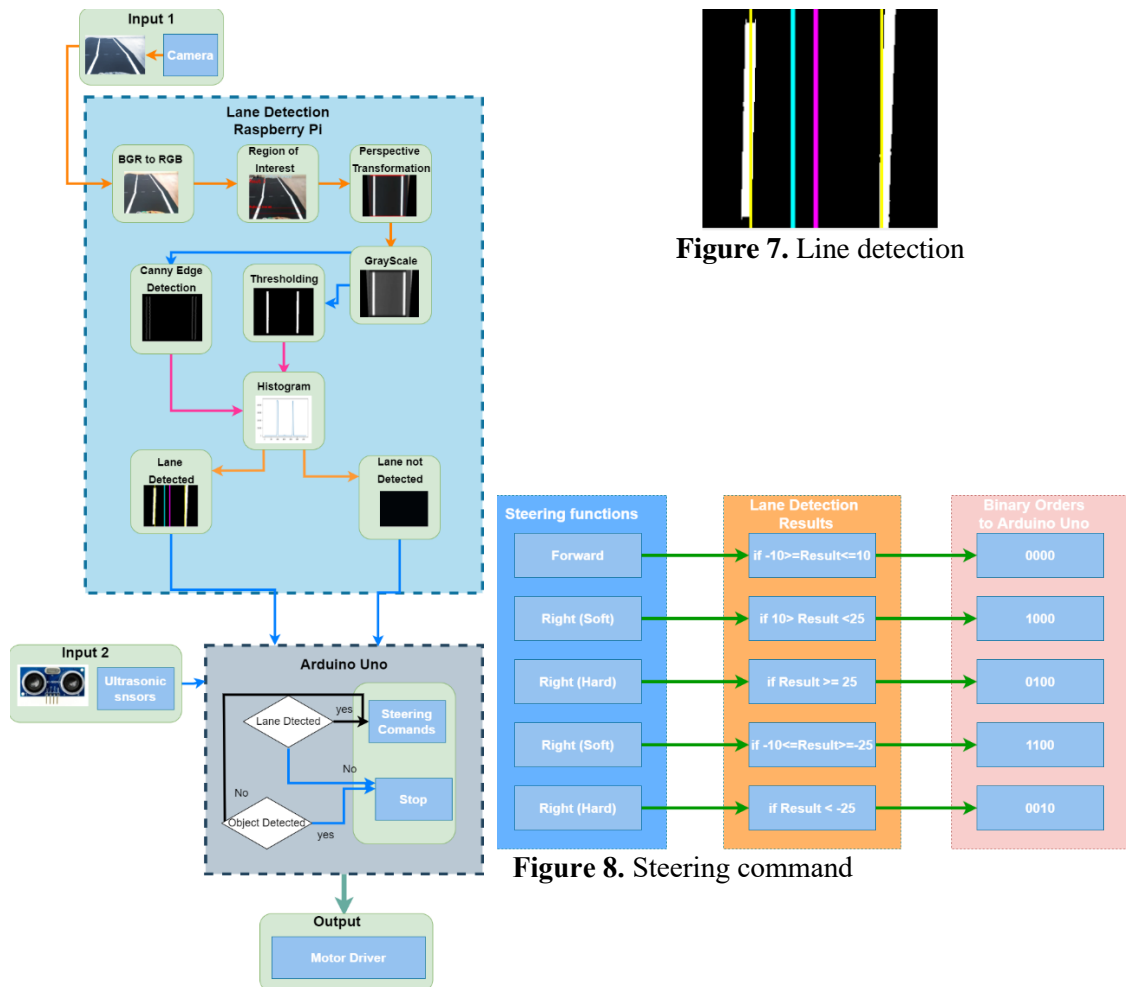 Input 1
Camera
Lane Detection
Raspberry Pi
BGR to RGB
Region of
Interest
Perspective
Transformation
GrayScale
Canny Edge
Detection
Thresholding
Histogram
Lane
Detected
Lane not
Detected
Input 2
Ultrasonic
snsors
Arduino Uno
Lane Dtected
yes
Steering
Comands
No
Stop
No
Object Detected
yes
Output
Motor Driver
Figure 7. Line detection
Steering functions
Lane Detection
Results
Binary Orders
to Arduino Uno
Forward
if -10>=Result<=10
0000
Right (Soft)
if 10> Result <25
1000
Right (Hard)
if Result >= 25
0100
Right (Soft)
if -10<=Result>=-25
1100
Right (Hard)
if Result < -25
0010
Figure 8. Steering command